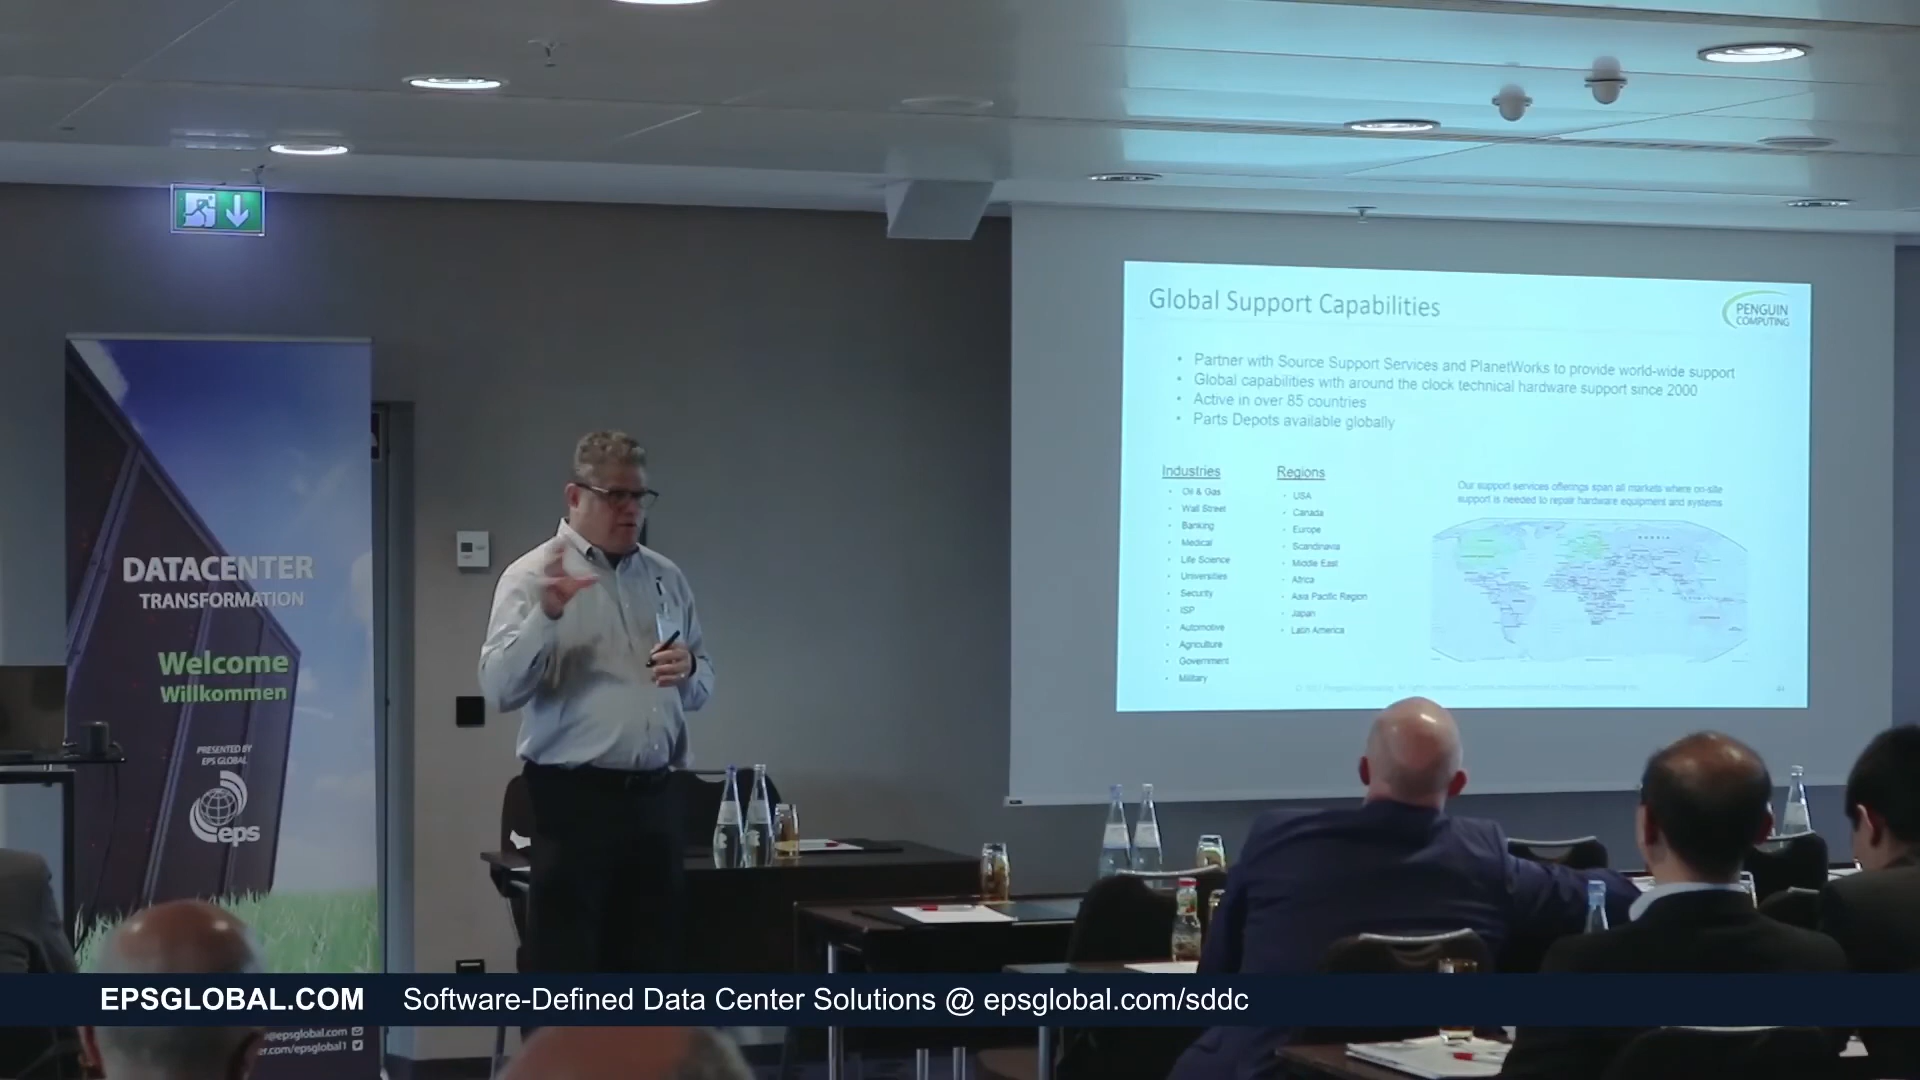 DATACENTER
TRANSFORMATION
Welcome
Willkommen
PRESENTED BY
EPS GLOBAL
eps
@epsglobal.com
er.com/epsglobal1
Global Support Capabilities
PENGUIN
COMPUTING
• Partner with Source Support Services and PlanetWorks to provide world-wide support
• Global capabilities with around the clock technical hardware support since 2000
• Active in over 85 countries
• Parts Depots available globally
Industries
• Oil & Gas
• Wall Street
• Banking
• Medical
• Life Science
• Universities
• Security
• ISP
• Automotive
• Agriculture
• Government
• Military
Regions
• USA
• Canada
• Europe
• Scandinavia
• Middle East
• Africa
• Asia Pacific Region
• Japan
• Latin America
Our support services offerings span all markets where on-site
support is needed to repair hardware equipment and systems
EPSGLOBAL.COM Software-Defined Data Center Solutions @ epsglobal.com/sddc